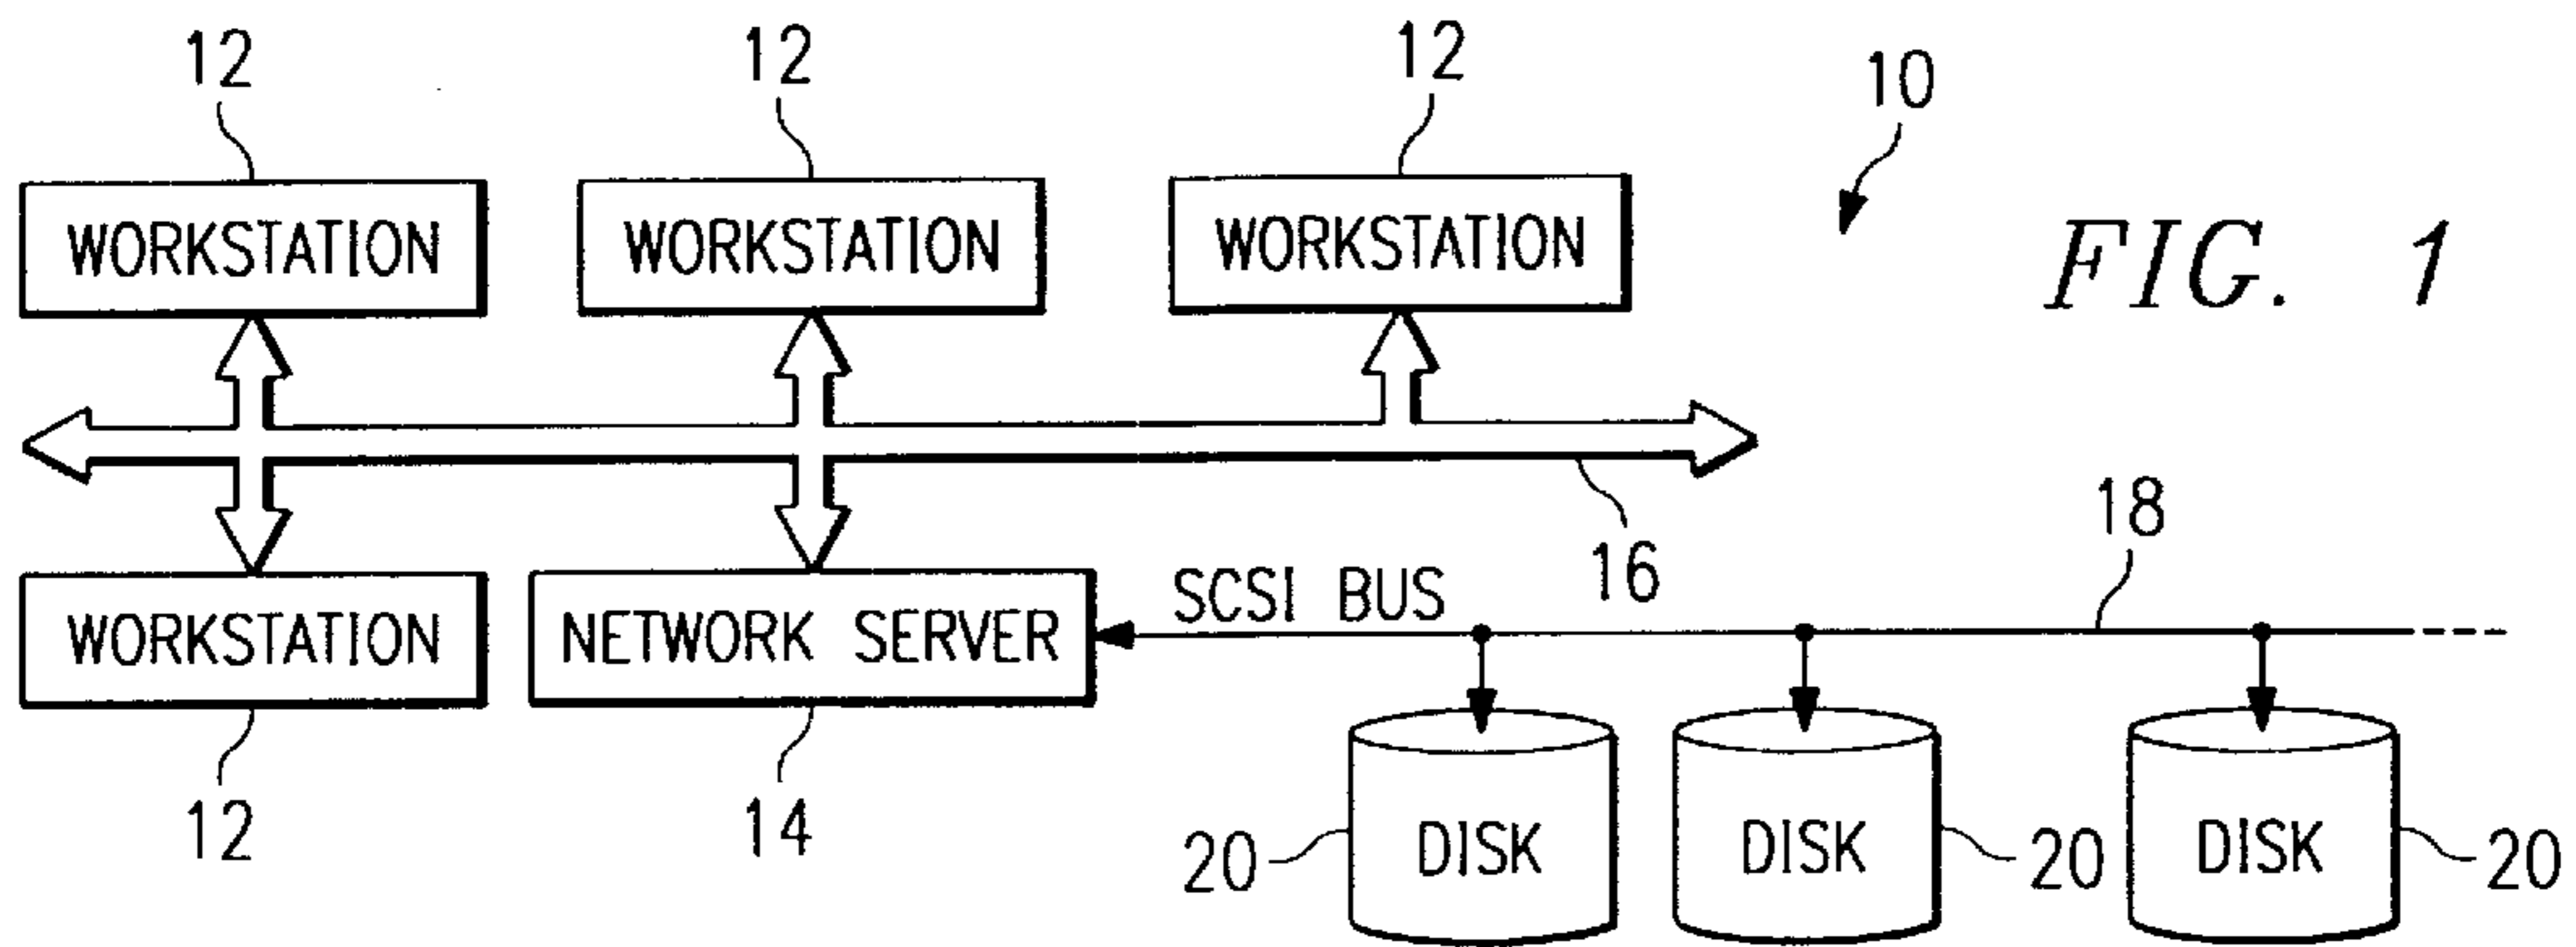 12 12 12 10
WORKSTATION WORKSTATION WORKSTATION
FIG. 1
18
16
SCSI BUS
WORKSTATION NETWORK SERVER
12 14
20 DISK DISK 20 DISK 20